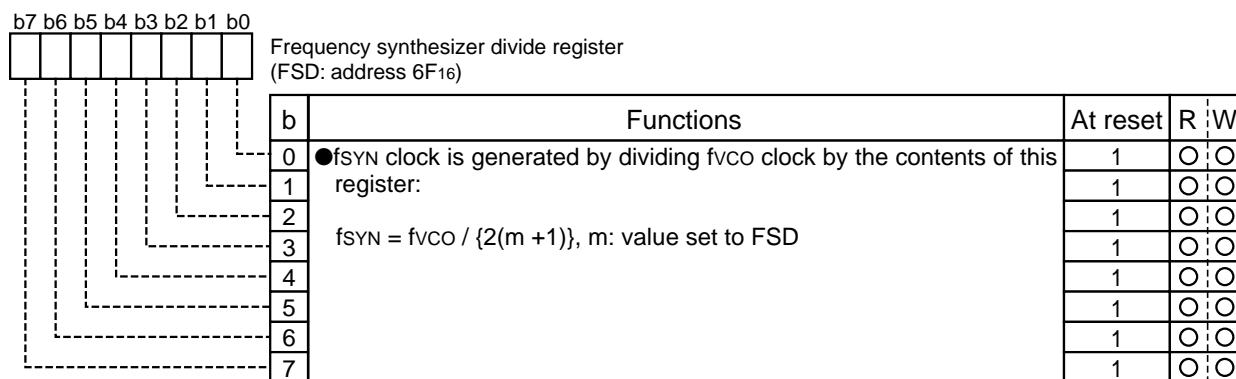 b7 b6 b5 b4 b3 b2 b1 b0
Frequency synthesizer divide register
(FSD: address 6F16)
b Functions At reset R W
0 ●fSYN clock is generated by dividing fVCO clock by the contents of this 1 O O
1 register: 1 O O
2 1 O O
3 fSYN = fVCO / {2(m +1)}, m: value set to FSD 1 O O
4 1 O O
5 1 O O
6 1 O O
7 1 O O